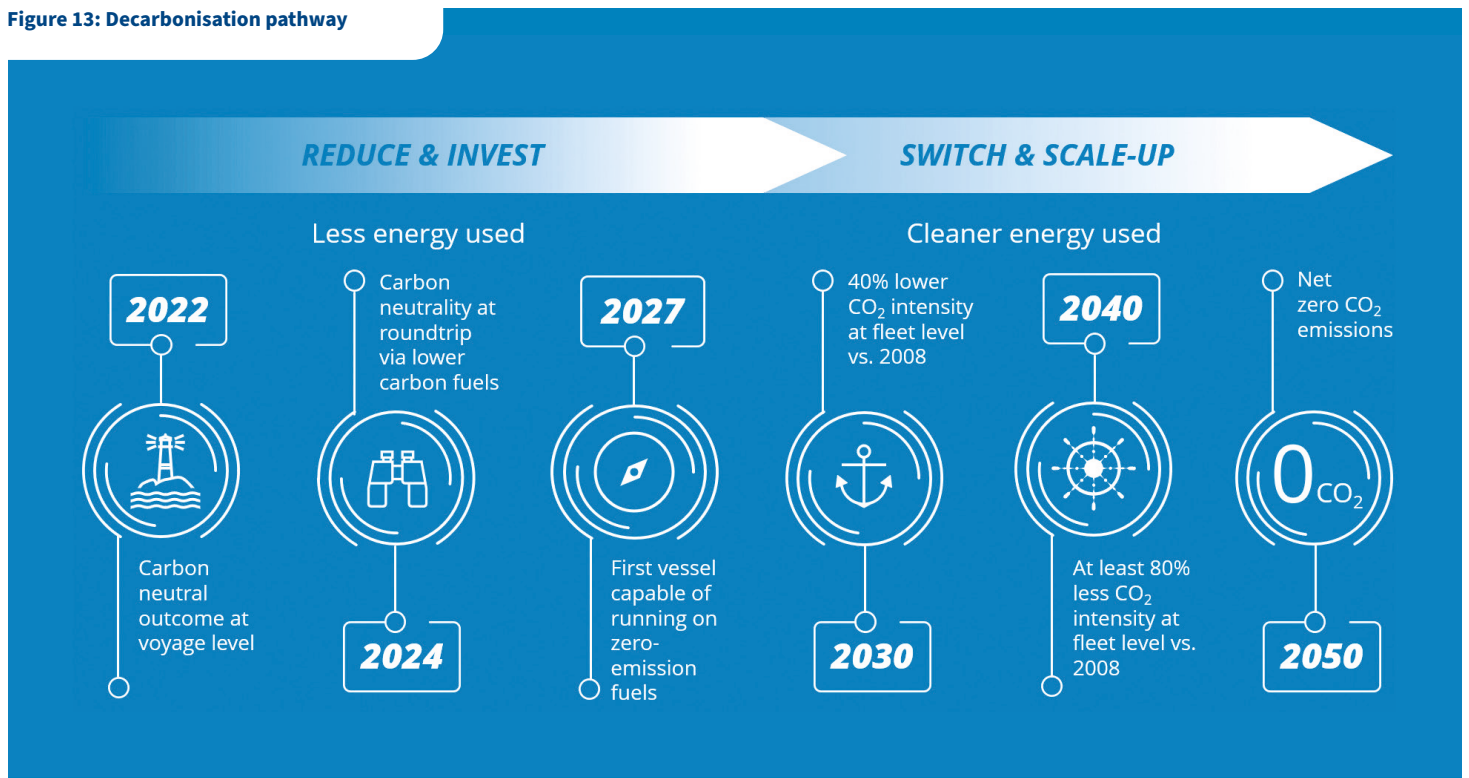 Figure 13: Decarbonisation pathway
REDUCE & INVEST
SWITCH & SCALE-UP
Less energy used
Cleaner energy used
2022
Carbon
neutral
outcome at
voyage level
Carbon
neutrality at
roundtrip
via lower
carbon fuels
2024
2027
First vessel
capable of
running on
zero-
emission
fuels
40% lower
CO₂ intensity
at fleet level
vs. 2008
2030
2040
At least 80%
less CO₂
intensity at
fleet level vs.
2008
Net
zero CO₂
emissions
0 CO₂
2050